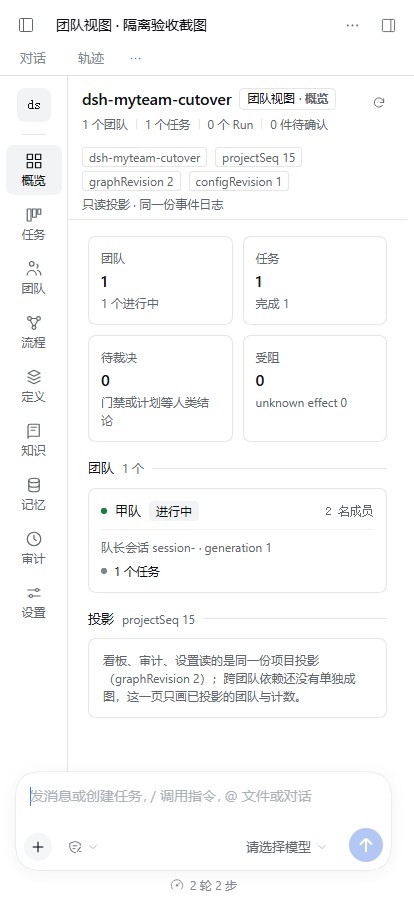 团队视图 · 隔离验收截图
对话 轨迹
ds
dsh-myteam-cutover 团队视图 · 概览
1 个团队 1 个任务 0 个 Run 0 件待确认
dsh-myteam-cutover projectSeq 15
graphRevision 2 configRevision 1
只读投影 · 同一份事件日志
概览
任务
团队
流程
定义
知识
记忆
审计
设置
团队 任务
1 1
1 个进行中 完成 1
待裁决 受阻
0 0
门禁或计划等人类结 unknown effect 0
论
团队 1 个
甲队 进行中 2 名成员
队长会话 session- · generation 1
1 个任务
投影 projectSeq 15
看板、审计、设置读的是同一份项目投影
（graphRevision 2）；跨团队依赖还没有单独成
图，这一页只画已投影的团队与计数。
发消息或创建任务, / 调用指令, @ 文件或对话
请选择模型
2 轮 2 步